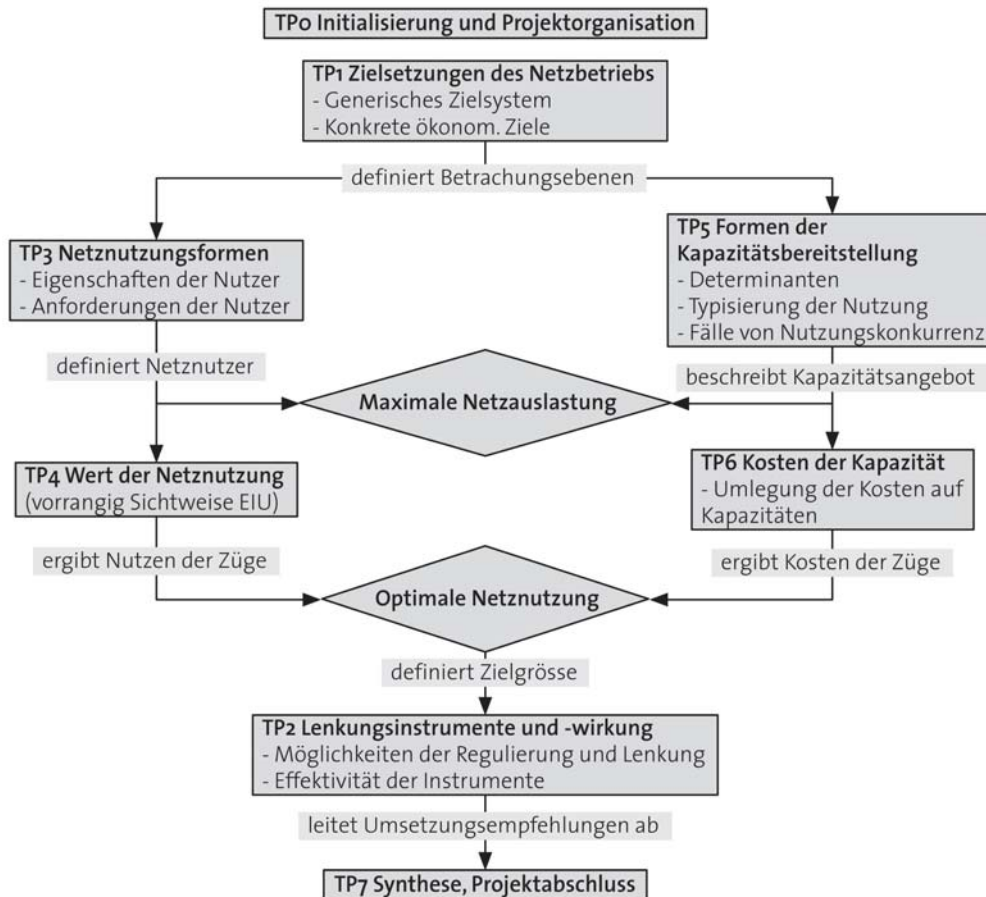 TP0 Initialisierung und Projektorganisation
TP1 Zielsetzungen des Netzbetriebs
- Generisches Zielsystem
- Konkrete ökonom. Ziele
definiert Betrachungsebenen
TP3 Netznutzungsformen
- Eigenschaften der Nutzer
- Anforderungen der Nutzer
TP5 Formen der
Kapazitätsbereitstellung
- Determinanten
- Typisierung der Nutzung
- Fälle von Nutzungskonkurrenz
definiert Netznutzer
beschreibt Kapazitätsangebot
Maximale Netzauslastung
TP4 Wert der Netznutzung
(vorrangig Sichtweise EIU)
TP6 Kosten der Kapazität
- Umlegung der Kosten auf
Kapazitäten
ergibt Nutzen der Züge
ergibt Kosten der Züge
Optimale Netznutzung
definiert Zielgrösse
TP2 Lenkungsinstrumente und -wirkung
- Möglichkeiten der Regulierung und Lenkung
- Effektivität der Instrumente
leitet Umsetzungsempfehlungen ab
TP7 Synthese, Projektabschluss